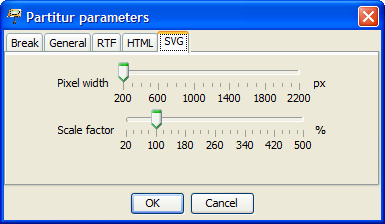 Partitur parameters
Break General RTF HTML SVG
Pixel width px
200 600 1000 1400 1800 2200
Scale factor %
20 100 180 260 340 420 500
OK Cancel